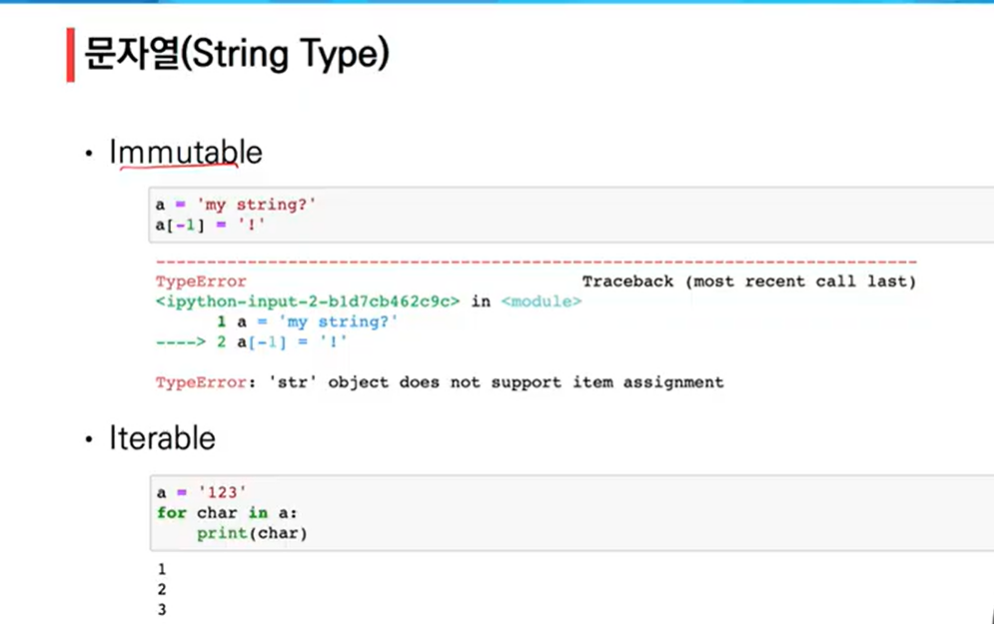 문자열(String Type)
• Immutable
a = 'my string?'
a[-1] = '!'
---------------------------------------------------------------------------
TypeError                                 Traceback (most recent call last)
<ipython-input-2-b1d7cb462c9c> in <module>
      1 a = 'my string?'
----> 2 a[-1] = '!'
TypeError: 'str' object does not support item assignment
• Iterable
a = '123'
for char in a:
    print(char)
1
2
3